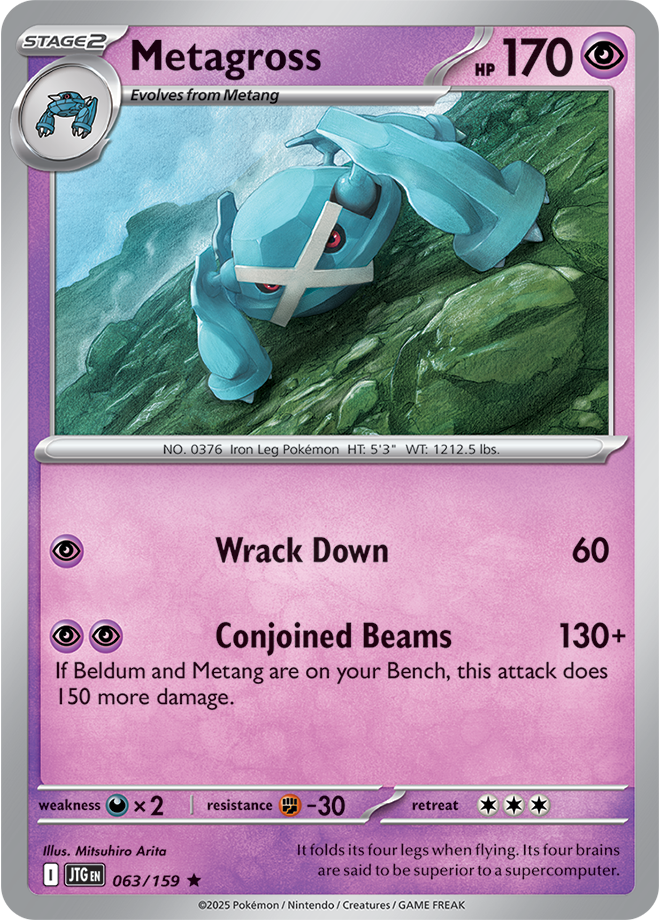 STAGE2
Metagross
HP 170
Evolves from Metang
NO. 0376 Iron Leg Pokémon HT: 5'3" WT: 1212.5 lbs.
Wrack Down 60
Conjoined Beams 130+
If Beldum and Metang are on your Bench, this attack does
150 more damage.
weakness ×2 resistance -30 retreat
Illus. Mitsuhiro Arita
It folds its four legs when flying. Its four brains
are said to be superior to a supercomputer.
I JTG EN 063/159 ★
©2025 Pokémon / Nintendo / Creatures / GAME FREAK